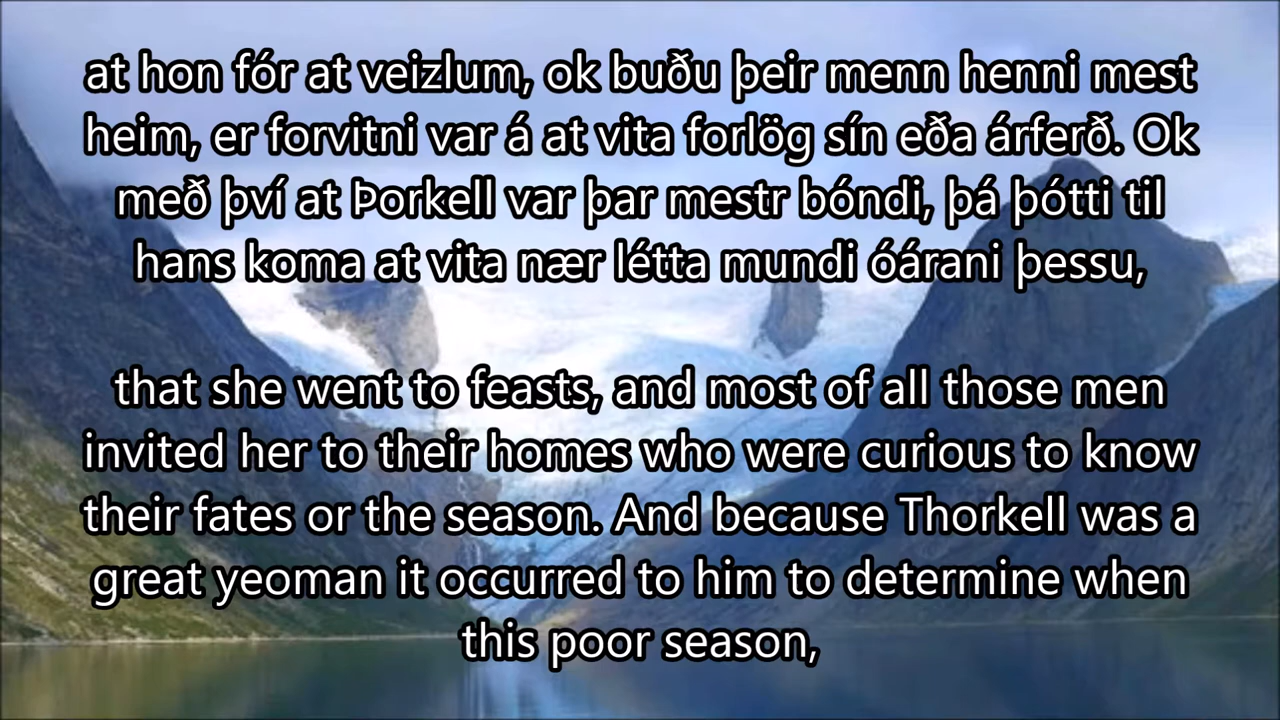 at hon fór at veizlum, ok buðu þeir menn henni mest
heim, er forvitni var á at vita forlög sín eða árferð. Ok
með því at Þorkell var þar mestr bóndi, þá þótti til
hans koma at vita nær létta mundi óárani þessu,
that she went to feasts, and most of all those men
invited her to their homes who were curious to know
their fates or the season. And because Thorkell was a
great yeoman it occurred to him to determine when
this poor season,